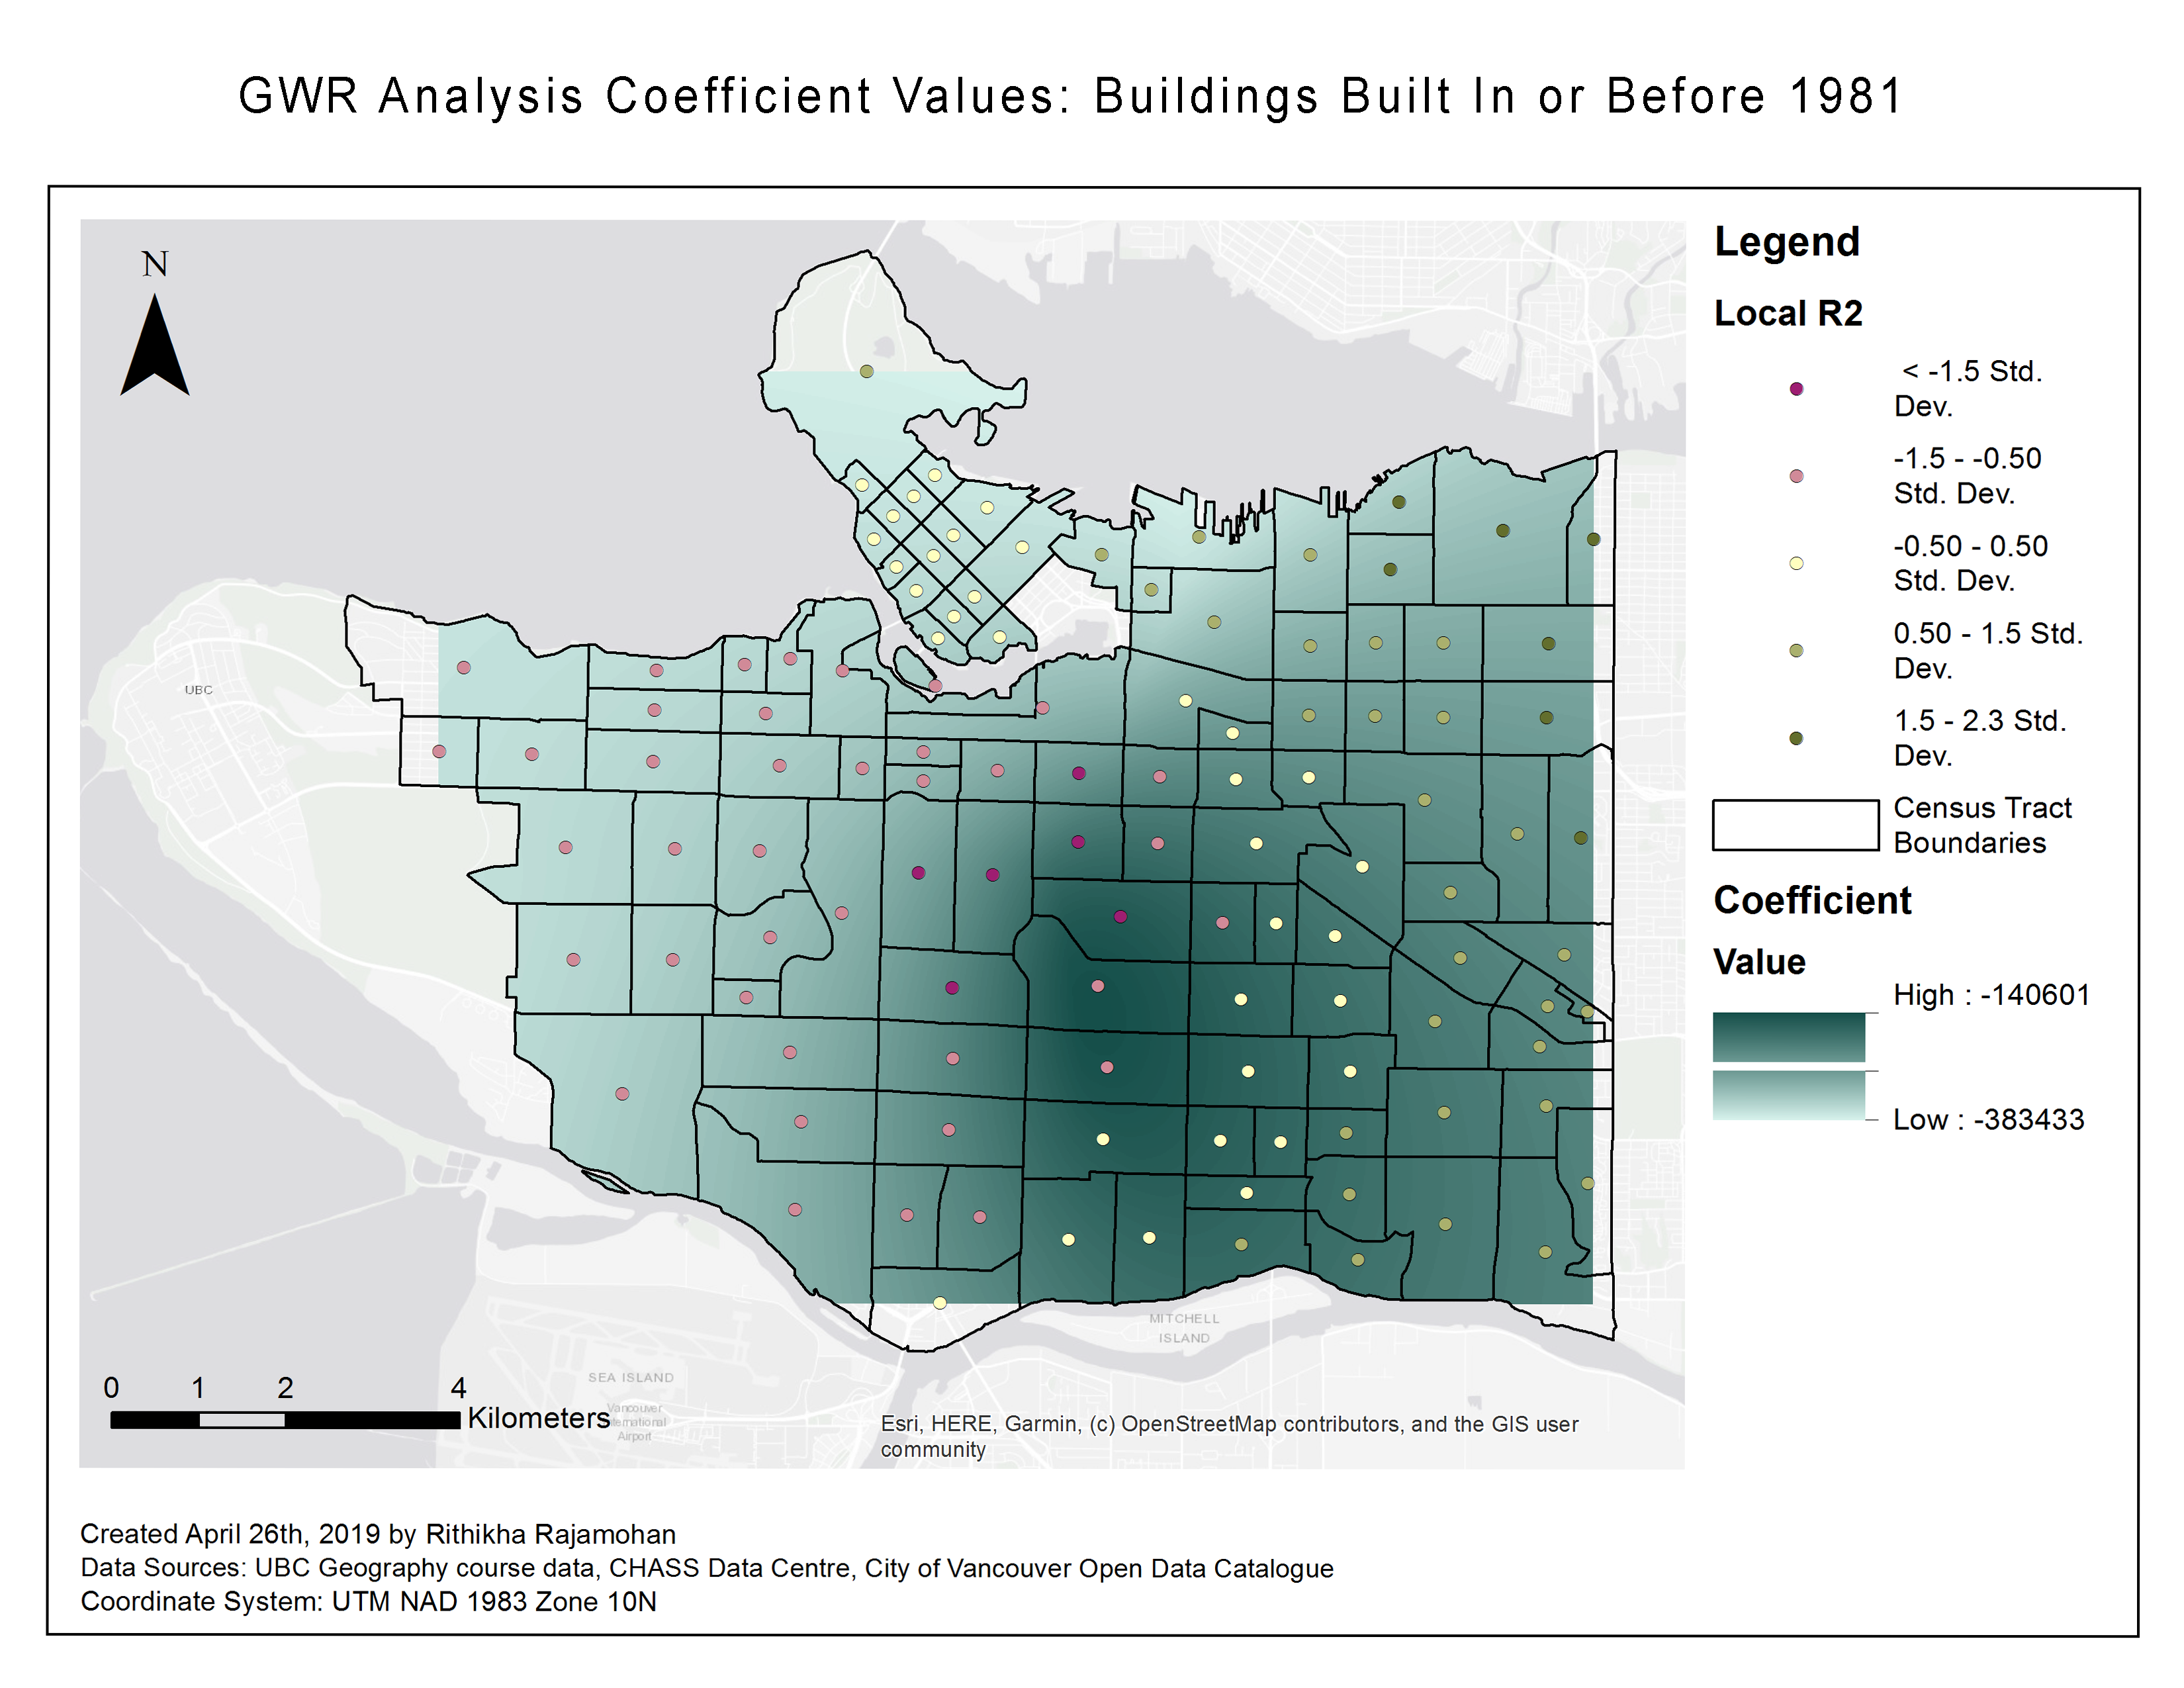 GWR Analysis Coefficient Values: Buildings Built In or Before 1981
N
UBC
MITCHELL
ISLAND
SEA ISLAND
Vancouver
International
Airport
0 1 2 4
Kilometers
Esri, HERE, Garmin, (c) OpenStreetMap contributors, and the GIS user
community
Legend
Local R2
< -1.5 Std.
Dev.
-1.5 - -0.50
Std. Dev.
-0.50 - 0.50
Std. Dev.
0.50 - 1.5 Std.
Dev.
1.5 - 2.3 Std.
Dev.
Census Tract
Boundaries
Coefficient
Value
High : -140601
Low : -383433
Created April 26th, 2019 by Rithikha Rajamohan
Data Sources: UBC Geography course data, CHASS Data Centre, City of Vancouver Open Data Catalogue
Coordinate System: UTM NAD 1983 Zone 10N